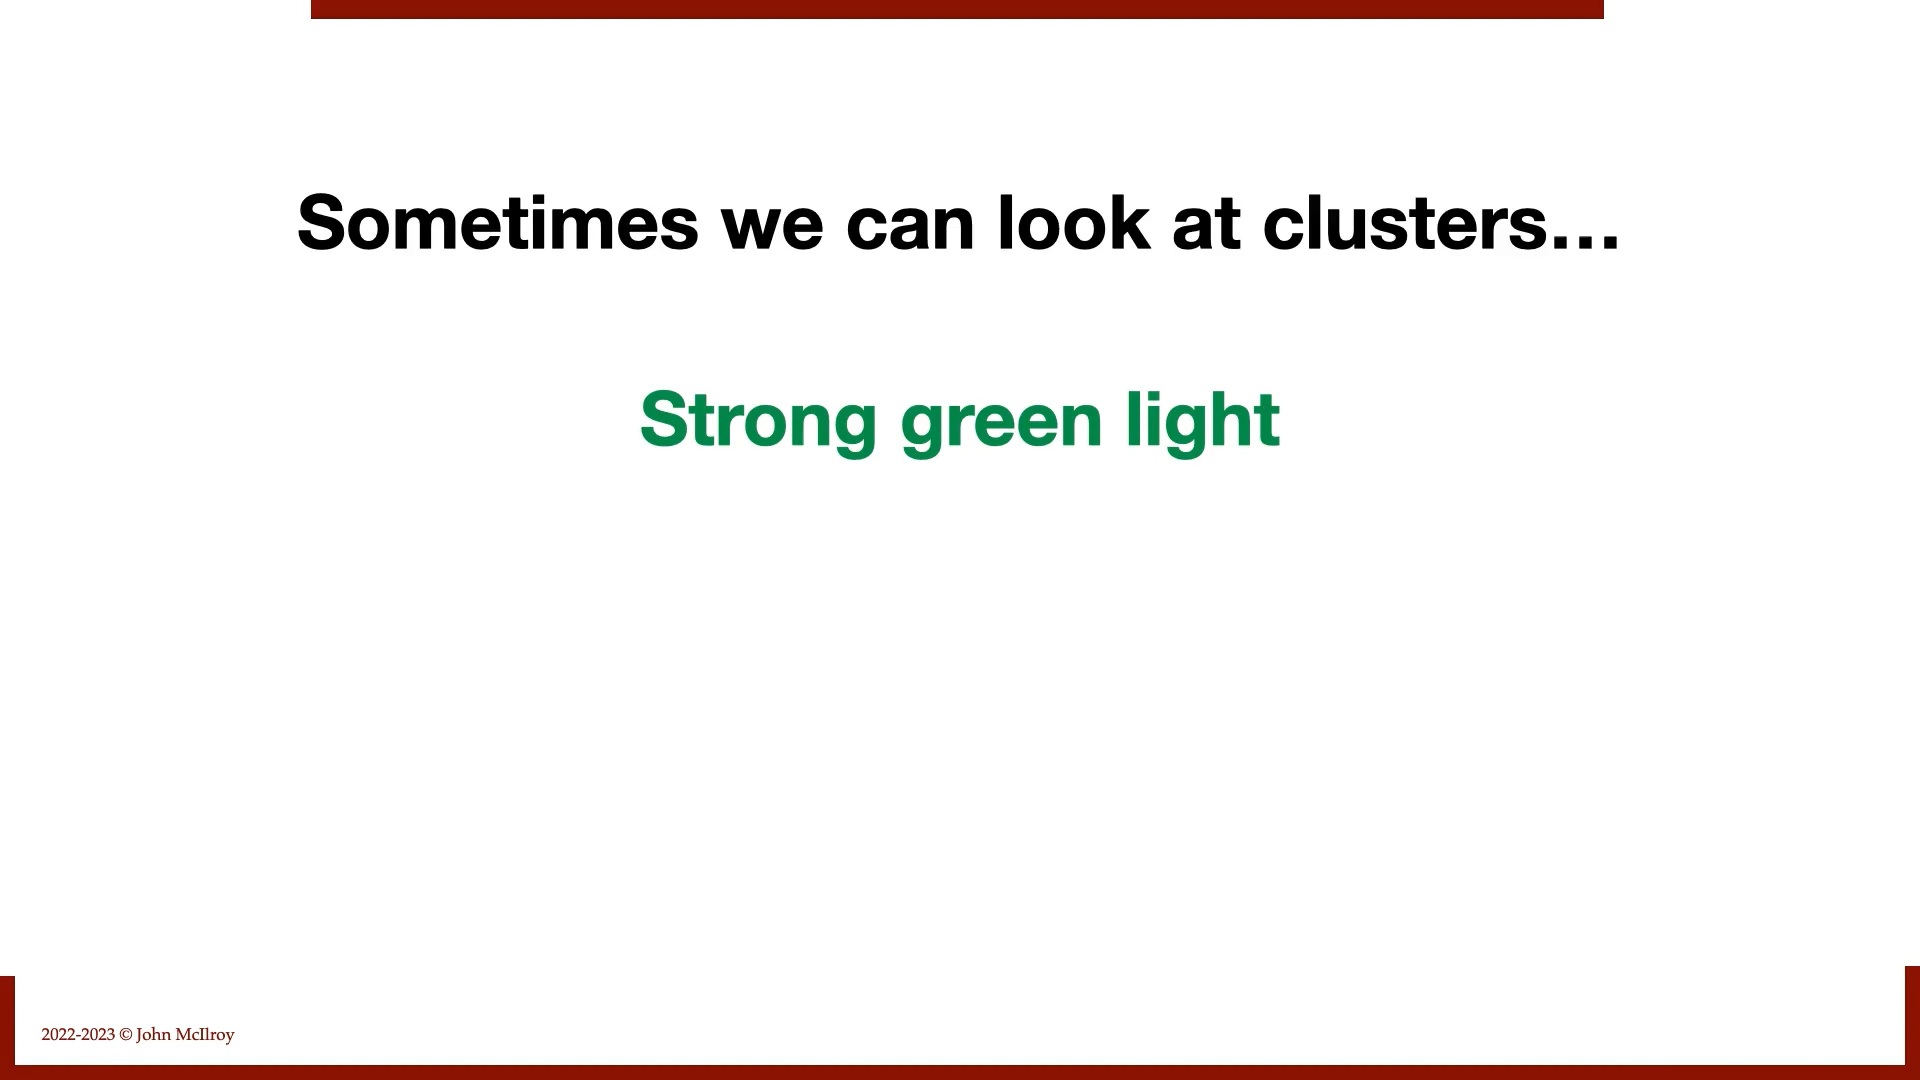 Sometimes we can look at clusters…
Strong green light
2022-2023 © John McIlroy